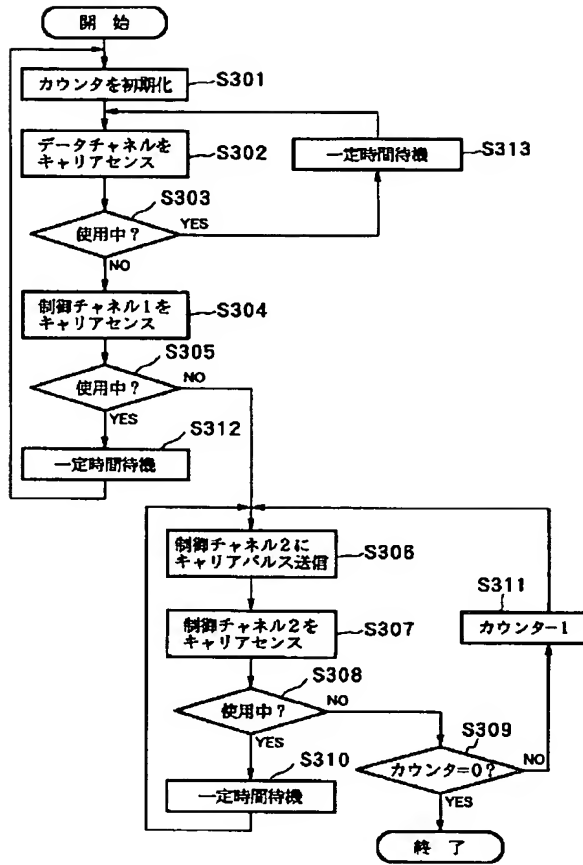 開 始
カウンタを初期化
S301
データチャネルを
キャリアセンス
S302
一定時間待機
S313
S303
使用中?
YES
NO
制御チャネル1を
キャリアセンス
S304
S305
使用中?
NO
YES
S312
一定時間待機
制御チャネル2に
キャリアパルス送信
S306
制御チャネル2を
キャリアセンス
S307
S311
カウンター1
S308
使用中?
NO
YES
S309
カウンタ=0?
NO
YES
S310
一定時間待機
終 了